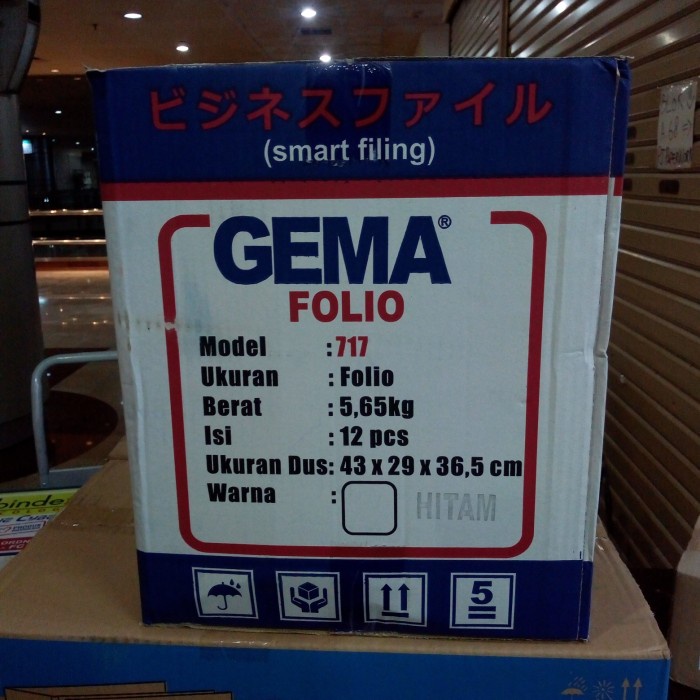 ビジネスファイル
(smart filing)
GEMA®
FOLIO
Model : 717
Ukuran : Folio
Berat : 5,65kg
Isi : 12 pcs
Ukuran Dus: 43 x 29 x 36,5 cm
Warna : HITAM
5